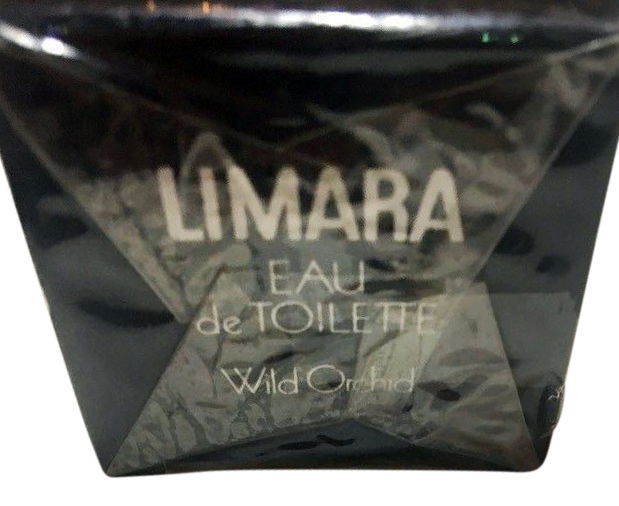 LIMARA
EAU
de TOILETTE
Wild Orchid